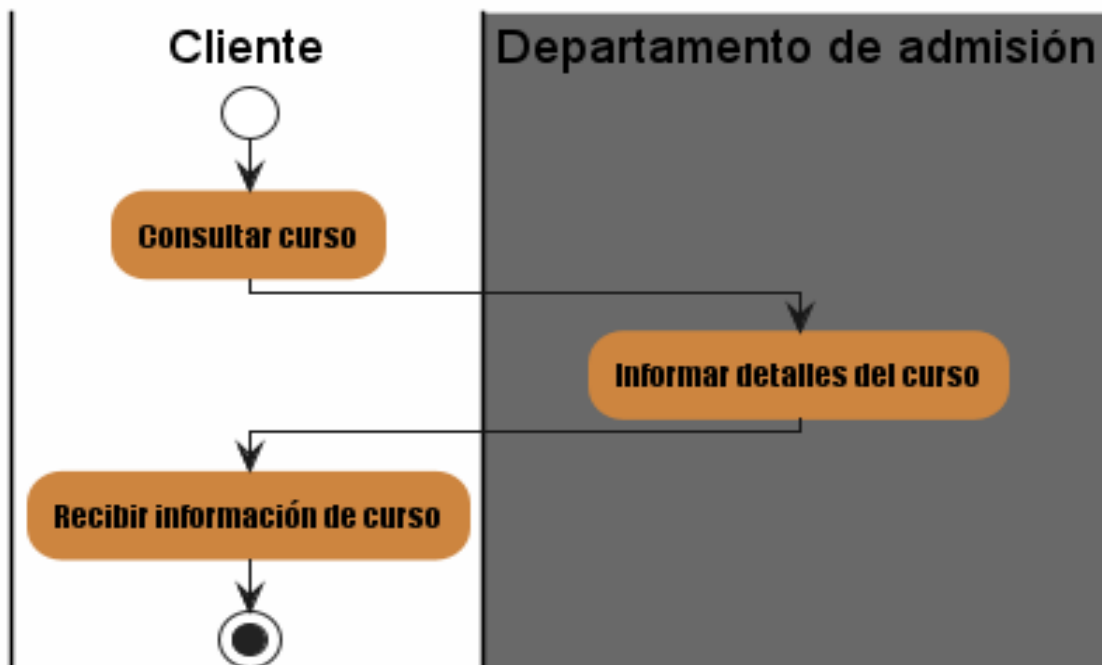 Cliente
Departamento de admisión
Consultar curso
Informar detalles del curso
Recibir información de curso